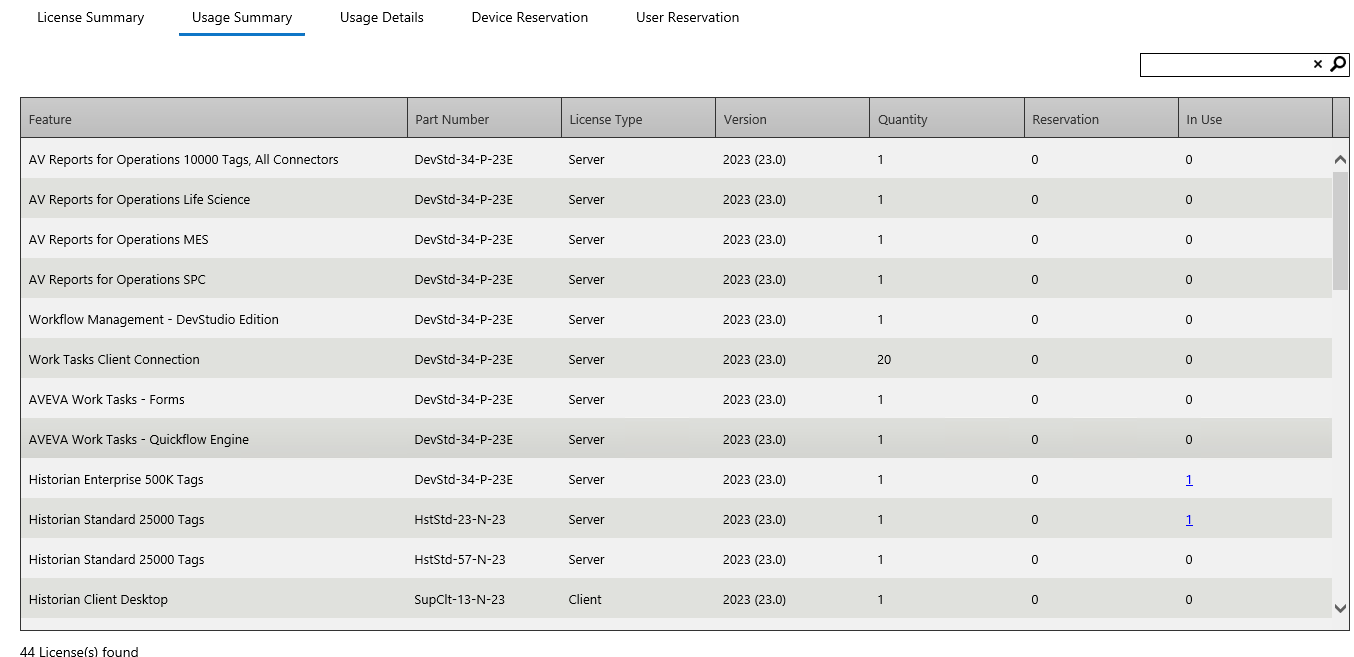 License Summary Usage Summary Usage Details Device Reservation User Reservation
Feature Part Number License Type Version Quantity Reservation In Use
AV Reports for Operations 10000 Tags, All Connectors DevStd-34-P-23E Server 2023 (23.0) 1 0 0
AV Reports for Operations Life Science DevStd-34-P-23E Server 2023 (23.0) 1 0 0
AV Reports for Operations MES DevStd-34-P-23E Server 2023 (23.0) 1 0 0
AV Reports for Operations SPC DevStd-34-P-23E Server 2023 (23.0) 1 0 0
Workflow Management - DevStudio Edition DevStd-34-P-23E Server 2023 (23.0) 1 0 0
Work Tasks Client Connection DevStd-34-P-23E Server 2023 (23.0) 20 0 0
AVEVA Work Tasks - Forms DevStd-34-P-23E Server 2023 (23.0) 1 0 0
AVEVA Work Tasks - Quickflow Engine DevStd-34-P-23E Server 2023 (23.0) 1 0 0
Historian Enterprise 500K Tags DevStd-34-P-23E Server 2023 (23.0) 1 0 1
Historian Standard 25000 Tags HstStd-23-N-23 Server 2023 (23.0) 1 0 1
Historian Standard 25000 Tags HstStd-57-N-23 Server 2023 (23.0) 1 0 0
Historian Client Desktop SupClt-13-N-23 Client 2023 (23.0) 1 0 0
44 License(s) found